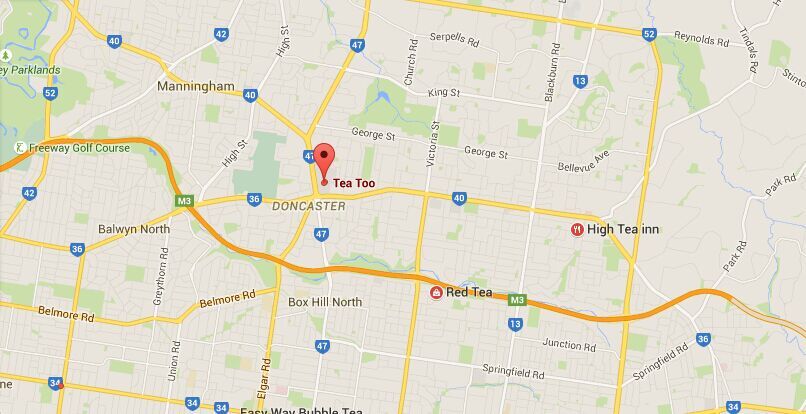 Serpells Rd
52
Reynolds Rd
Tindals Rd
High St
40
47
Church Rd
Blackburn Rd
13
Parklands
Manningham
King St
52
40
George St
Victoria St
George St
Freeway Golf Course
High St
47
Bellevue Ave
Tea Too
Park Rd
42
M3
36
DONCASTER
40
Balwyn North
47
High Tea inn
36
Greythorn Rd
Park Rd
Red Tea
Belmore Rd
Box Hill North
M3
Belmore Rd
13
36
Junction Rd
Union Rd
47
Elgar Rd
Springfield Rd
Springfield Rd
34
34
34
Easy Way Bubble Tea